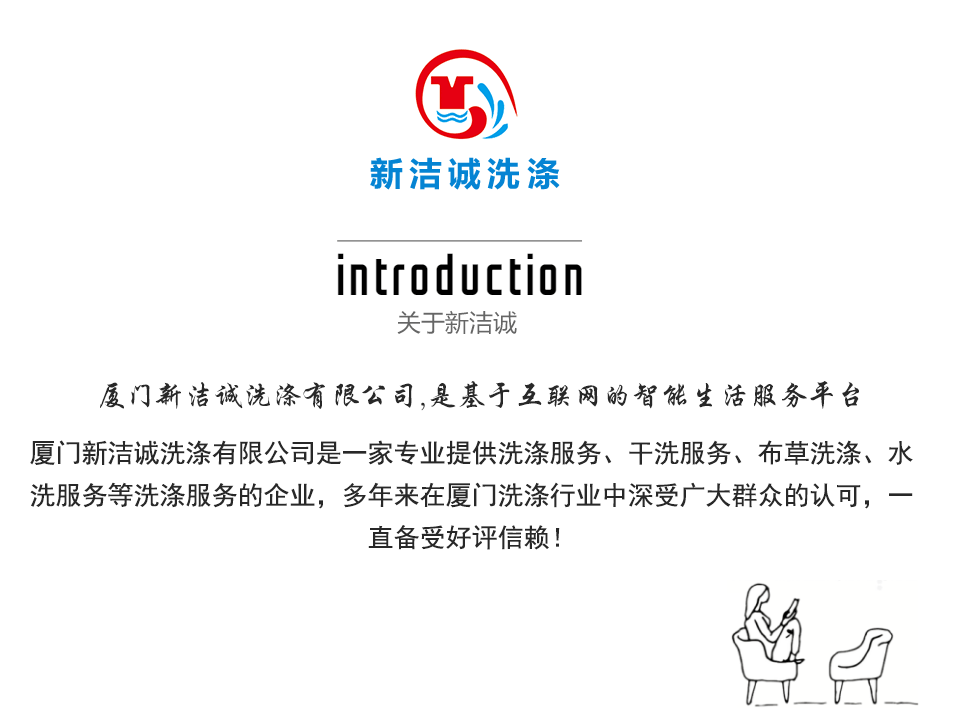 新洁诚洗涤
introduction
关于新洁诚
厦门新洁诚洗涤有限公司,是基于互联网的智能生活服务平台
厦门新洁诚洗涤有限公司是一家专业提供洗涤服务、干洗服务、布草洗涤、水
洗服务等洗涤服务的企业，多年来在厦门洗涤行业中深受广大群众的认可，一
直备受好评信赖！